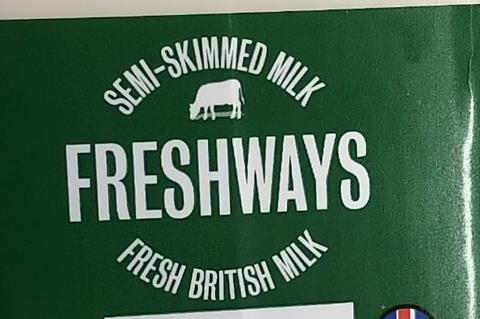 SEMI-SKIMMED MILK
FRESHWAYS
FRESH BRITISH MILK